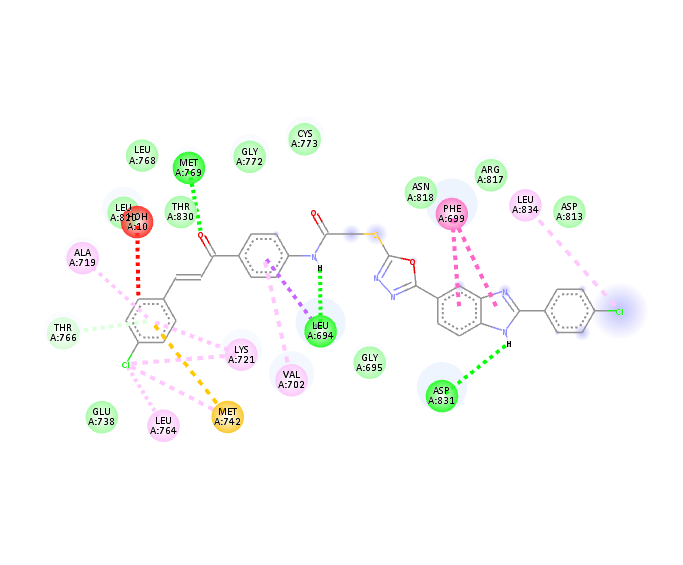 CYS
A:773
LEU
A:768
GLY
A:772
MET
A:769
ARG
A:817
ASN
A:818
LEU
A:834
ASP
A:813
PHE
A:699
THR
A:830
LEU
A:820
HOH
A:10
O
O
ALA
A:719
N
H
S
O
N
N
N
N
H
Cl
THR
A:766
LEU
A:694
LYS
A:721
GLY
A:695
Cl
VAL
A:702
ASP
A:831
GLU
A:738
LEU
A:764
MET
A:742